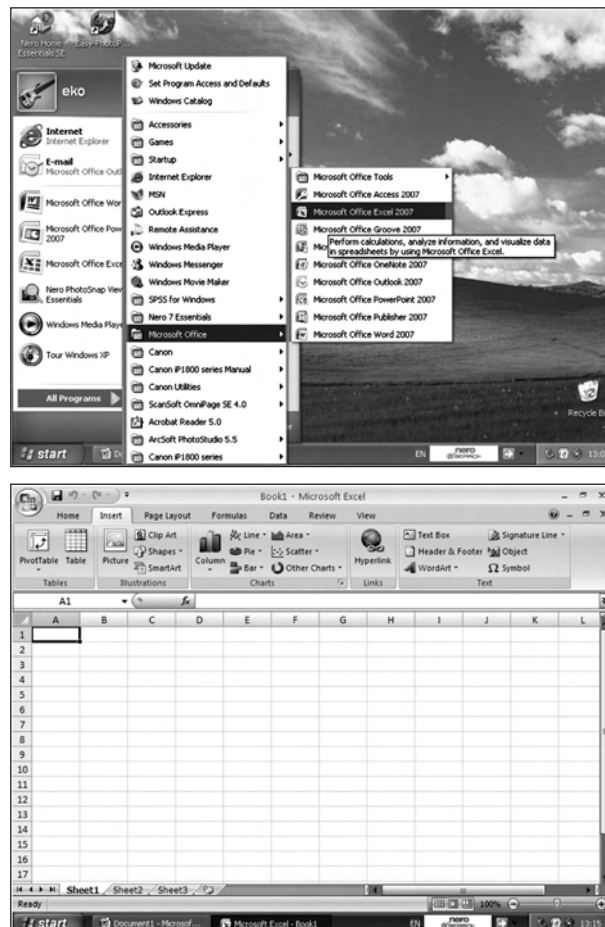 Nero Home
Essentials SE
Easy-PhotoP...
eko
Internet
Internet Explorer
E-mail
Microsoft Office Outl
Microsoft Office Wor
Microsoft Office Pow
2007
Microsoft Office Exce
Nero PhotoSnap View
Essentials
Windows Media Playe
Tour Windows XP
All Programs
Microsoft Update
Set Program Access and Defaults
Windows Catalog
Accessories
Games
Startup
Internet Explorer
MSN
Outlook Express
Remote Assistance
Windows Media Player
Windows Messenger
Windows Movie Maker
SPSS for Windows
Nero 7 Essentials
Microsoft Office
Canon
Canon iP1800 series Manual
Canon Utilities
ScanSoft OmniPage SE 4.0
Acrobat Reader 5.0
ArcSoft PhotoStudio 5.5
Canon iP1800 series
Microsoft Office Tools
Microsoft Office Access 2007
Microsoft Office Excel 2007
Microsoft Office Groove 2007
Perform calculations, analyze information, and visualize data
in spreadsheets by using Microsoft Office Excel.
Microsoft Office OneNote 2007
Microsoft Office Outlook 2007
Microsoft Office PowerPoint 2007
Microsoft Office Publisher 2007
Microsoft Office Word 2007
Recycle Bi
start
EN
nero
SEARCH
13:0
Book1 - Microsoft Excel
Home Insert Page Layout Formulas Data Review View
PivotTable Table
Tables
Picture
Clip Art
Shapes
SmartArt
Illustrations
Column
Line
Pie
Bar
Area
Scatter
Other Charts
Charts
Hyperlink
Links
Text Box
Header & Footer
WordArt
Signature Line
Object
Symbol
Text
A1
fx
A B C D E F G H I J K L
1
2
3
4
5
6
7
8
9
10
11
12
13
14
15
16
17
Sheet1 Sheet2 Sheet3
Ready
100%
start
Document1 - Microsof...
Microsoft Excel - Book1
EN
nero
SEARCH
13:15